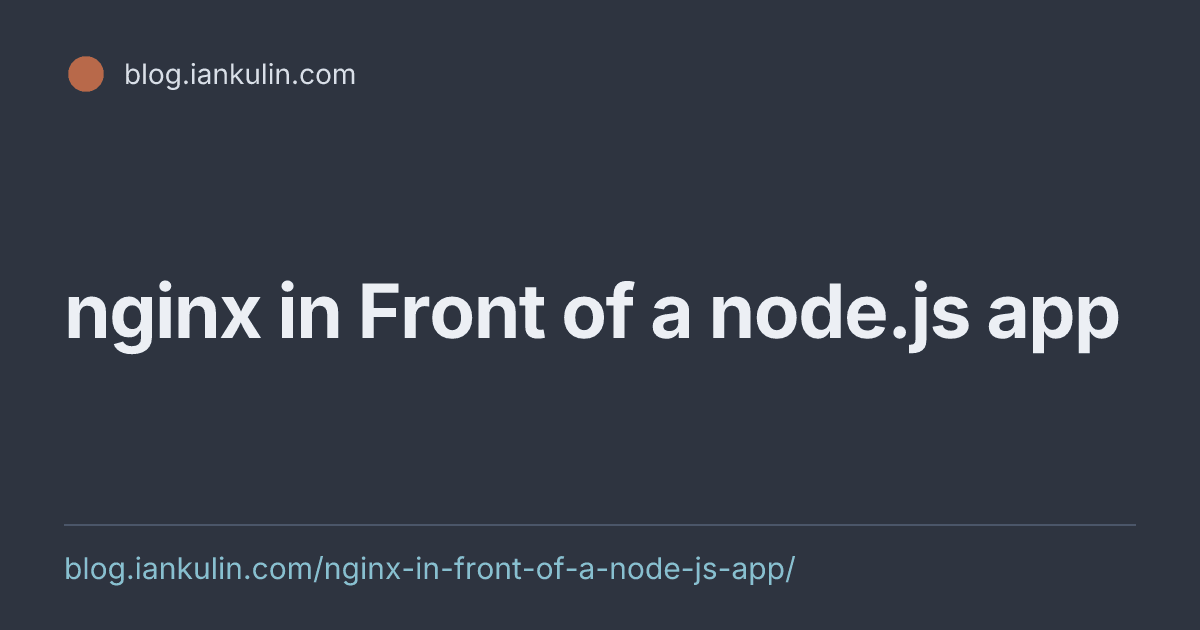 blog.iankulin.com
nginx in Front of a node.js app
blog.iankulin.com/nginx-in-front-of-a-node-js-app/